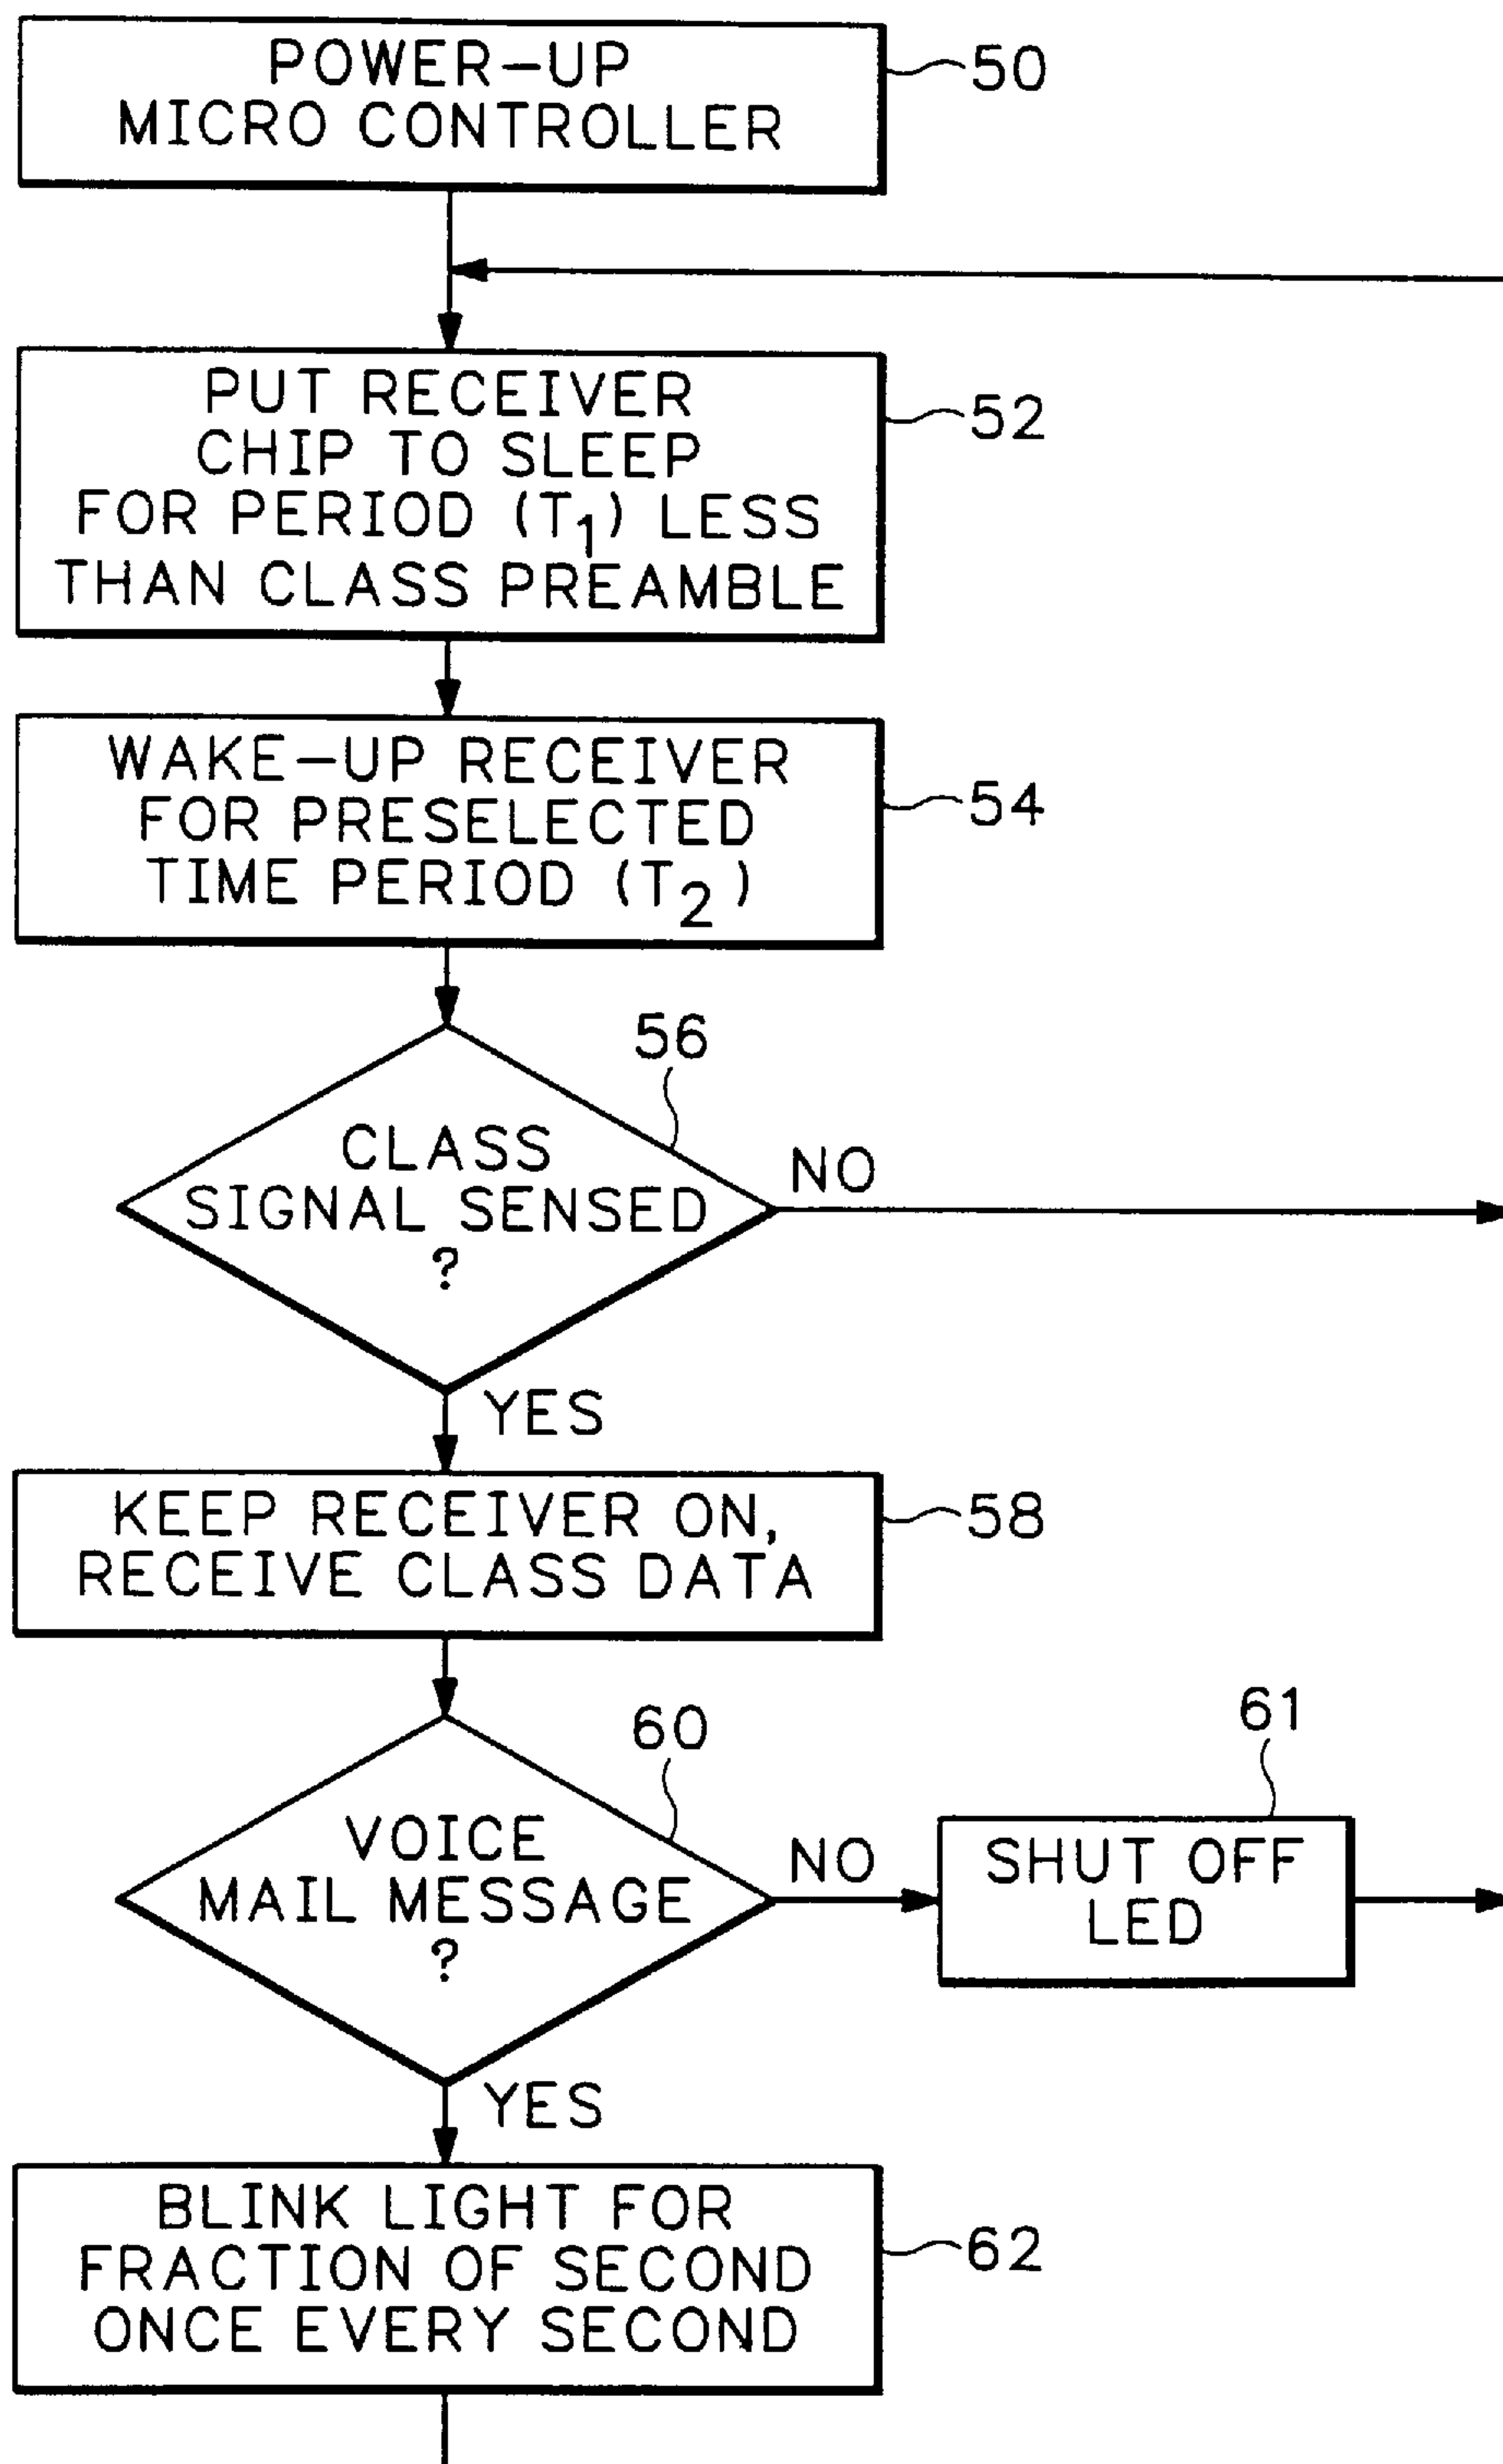 POWER-UP
MICRO CONTROLLER
50
PUT RECEIVER
CHIP TO SLEEP
FOR PERIOD (T1) LESS
THAN CLASS PREAMBLE
52
WAKE-UP RECEIVER
FOR PRESELECTED
TIME PERIOD (T2)
54
56
CLASS
SIGNAL SENSED
?
NO
YES
KEEP RECEIVER ON,
RECEIVE CLASS DATA
58
60
VOICE
MAIL MESSAGE
?
NO
61
SHUT OFF
LED
YES
BLINK LIGHT FOR
FRACTION OF SECOND
ONCE EVERY SECOND
62